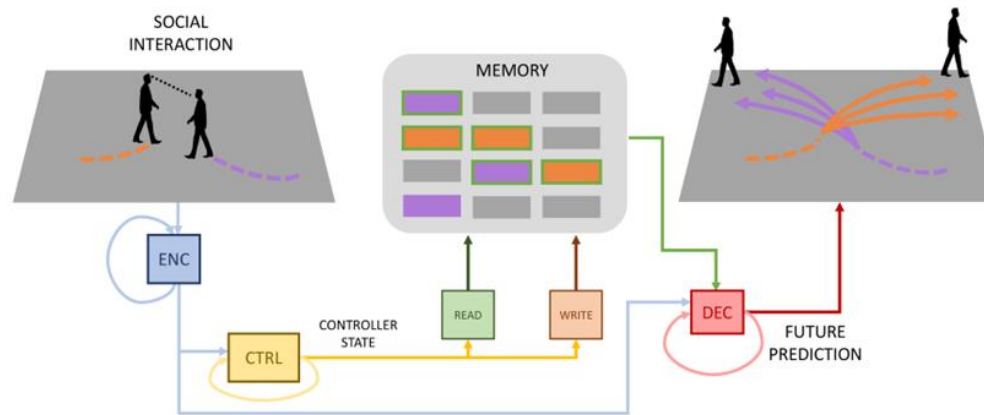 SOCIAL
INTERACTION
MEMORY
ENC
CTRL
CONTROLLER
STATE
READ
WRITE
DEC
FUTURE
PREDICTION